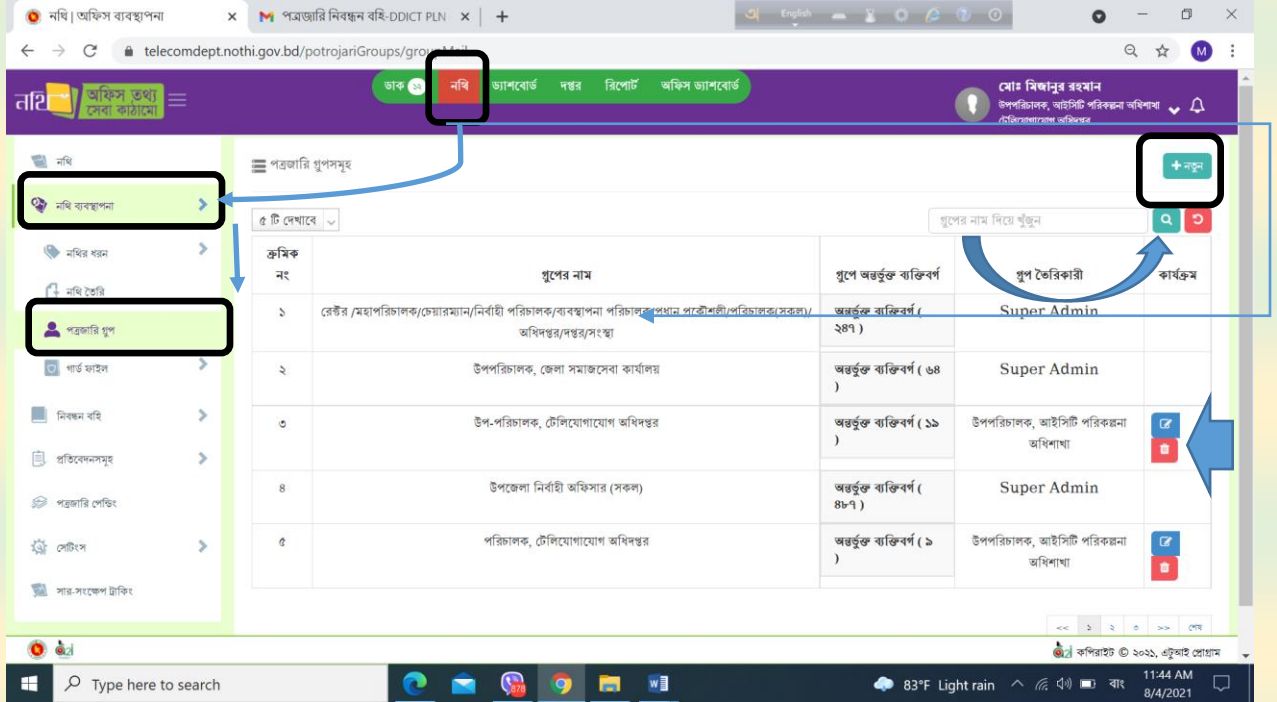 নথি | অফিস ব্যবস্থাপনা
পত্রজারি নিবন্ধন বহি-DDICT PLN
English
telecomdept.nothi.gov.bd/potrojariGroups/groupMail
M
নথি
অফিস তথ্য
সেবা কাঠামো
ডাক ১২ নথি ড্যাশবোর্ড দপ্তর রিপোর্ট অফিস ড্যাশবোর্ড
মোঃ মিজানুর রহমান
উপপরিচালক, আইসিটি পরিকল্পনা অধিশাখা
টেলিযোগাযোগ অধিদপ্তর
নথি
নথি ব্যবস্থাপনা
নথির ধরন
নথি তৈরি
পত্রজারি গ্রুপ
গার্ড ফাইল
নিবন্ধন বহি
প্রতিবেদনসমূহ
পত্রজারি পেন্ডিং
সেটিংস
সার-সংক্ষেপ ট্রাকিং
পত্রজারি গ্রুপসমূহ
+ নতুন
৫ টি দেখাবে
গ্রুপের নাম দিয়ে খুঁজুন
ক্রমিক
নং
গ্রুপের নাম
গ্রুপে অন্তর্ভুক্ত ব্যক্তিবর্গ
গ্রুপ তৈরিকারী
কার্যক্রম
১
রেক্টর /মহাপরিচালক/চেয়ারম্যান/নির্বাহী পরিচালক/ব্যবস্থাপনা পরিচালক/প্রধান প্রকৌশলী/পরিচালক(সকল)/
অধিদপ্তর/দপ্তর/সংস্থা
অন্তর্ভুক্ত ব্যক্তিবর্গ (
২৪৭ )
Super Admin
২
উপপরিচালক, জেলা সমাজসেবা কার্যালয়
অন্তর্ভুক্ত ব্যক্তিবর্গ ( ৬৪
)
Super Admin
৩
উপ-পরিচালক, টেলিযোগাযোগ অধিদপ্তর
অন্তর্ভুক্ত ব্যক্তিবর্গ ( ১৯
)
উপপরিচালক, আইসিটি পরিকল্পনা
অধিশাখা
৪
উপজেলা নির্বাহী অফিসার (সকল)
অন্তর্ভুক্ত ব্যক্তিবর্গ (
৪৮৭ )
Super Admin
৫
পরিচালক, টেলিযোগাযোগ অধিদপ্তর
অন্তর্ভুক্ত ব্যক্তিবর্গ ( ৯
)
উপপরিচালক, আইসিটি পরিকল্পনা
অধিশাখা
<< ১ ২ ৩ >> শেষ
a2i
a2i কপিরাইট © ২০২১, এটুআই প্রোগ্রাম
Type here to search
878
83°F Light rain
বাং
11:44 AM
8/4/2021